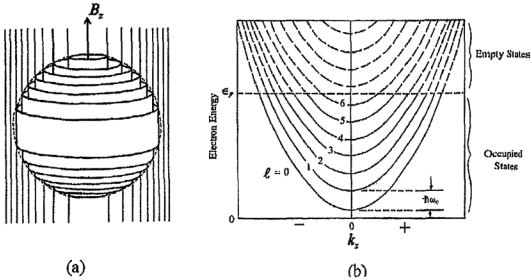 B_z
(a)
Electron Energy
ε_F
0
6
5
4
3
2
1
ℓ = 0
ħω_c
− 0 +
k_z
Empty States
Occupied
States
(b)